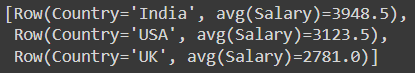 [Row(Country='India', avg(Salary)=3948.5),
Row(Country='USA', avg(Salary)=3123.5),
Row(Country='UK', avg(Salary)=2781.0)]